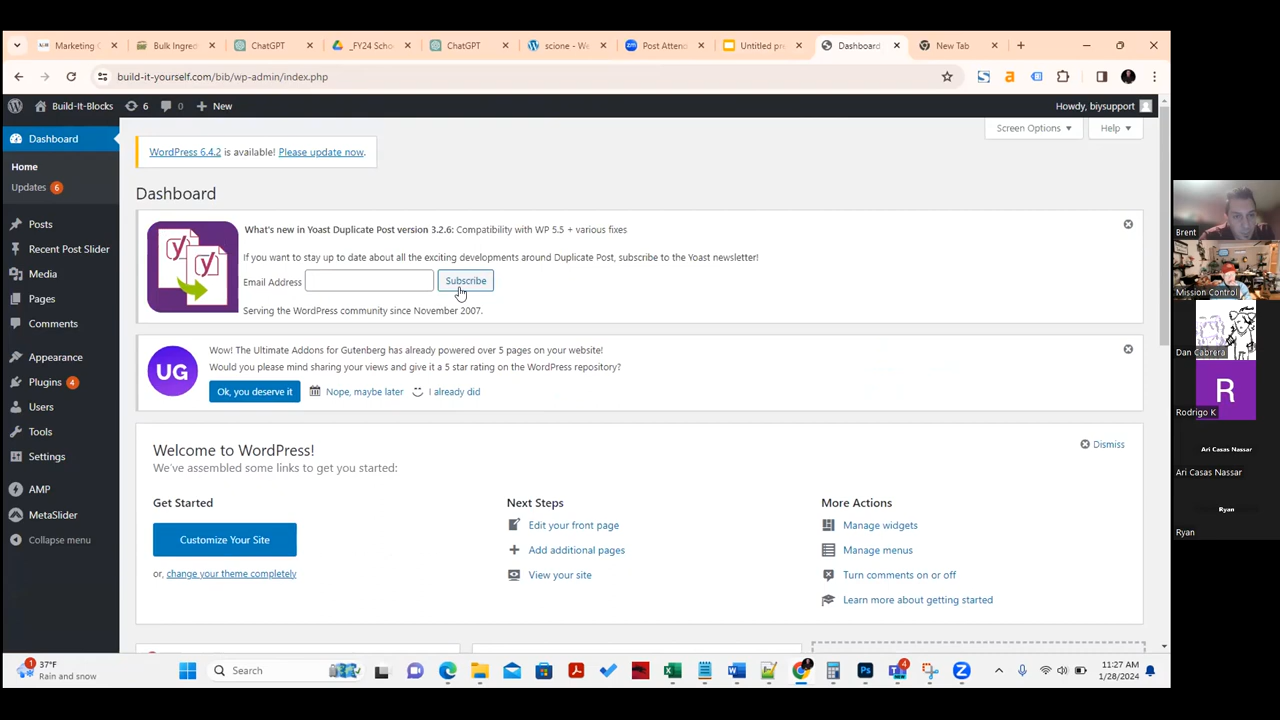 Marketing C
Bulk Ingred
ChatGPT
_FY24 Scho
ChatGPT
scione - We
Post Attend
Untitled pre
Dashboard
New Tab
build-it-yourself.com/bib/wp-admin/index.php
Build-It-Blocks
6
0
New
Howdy, biysupport
Screen Options
Help
Dashboard
Home
Updates 6
Posts
Recent Post Slider
Media
Pages
Comments
Appearance
Plugins 4
Users
Tools
Settings
AMP
MetaSlider
Collapse menu
WordPress 6.4.2 is available! Please update now.
Dashboard
What's new in Yoast Duplicate Post version 3.2.6: Compatibility with WP 5.5 + various fixes
If you want to stay up to date about all the exciting developments around Duplicate Post, subscribe to the Yoast newsletter!
Email Address
Subscribe
Serving the WordPress community since November 2007.
UG
Wow! The Ultimate Addons for Gutenberg has already powered over 5 pages on your website!
Would you please mind sharing your views and give it a 5 star rating on the WordPress repository?
Ok, you deserve it
Nope, maybe later
I already did
Welcome to WordPress!
Dismiss
We've assembled some links to get you started:
Get Started
Customize Your Site
or, change your theme completely
Next Steps
Edit your front page
Add additional pages
View your site
More Actions
Manage widgets
Manage menus
Turn comments on or off
Learn more about getting started
Brent
Mission Control
Dan Cabrera
R
Rodrigo K
Ari Casas Nassar
Ari Casas Nassar
Ryan
Ryan
1
37°F
Rain and snow
Search
4
11:27 AM
1/28/2024